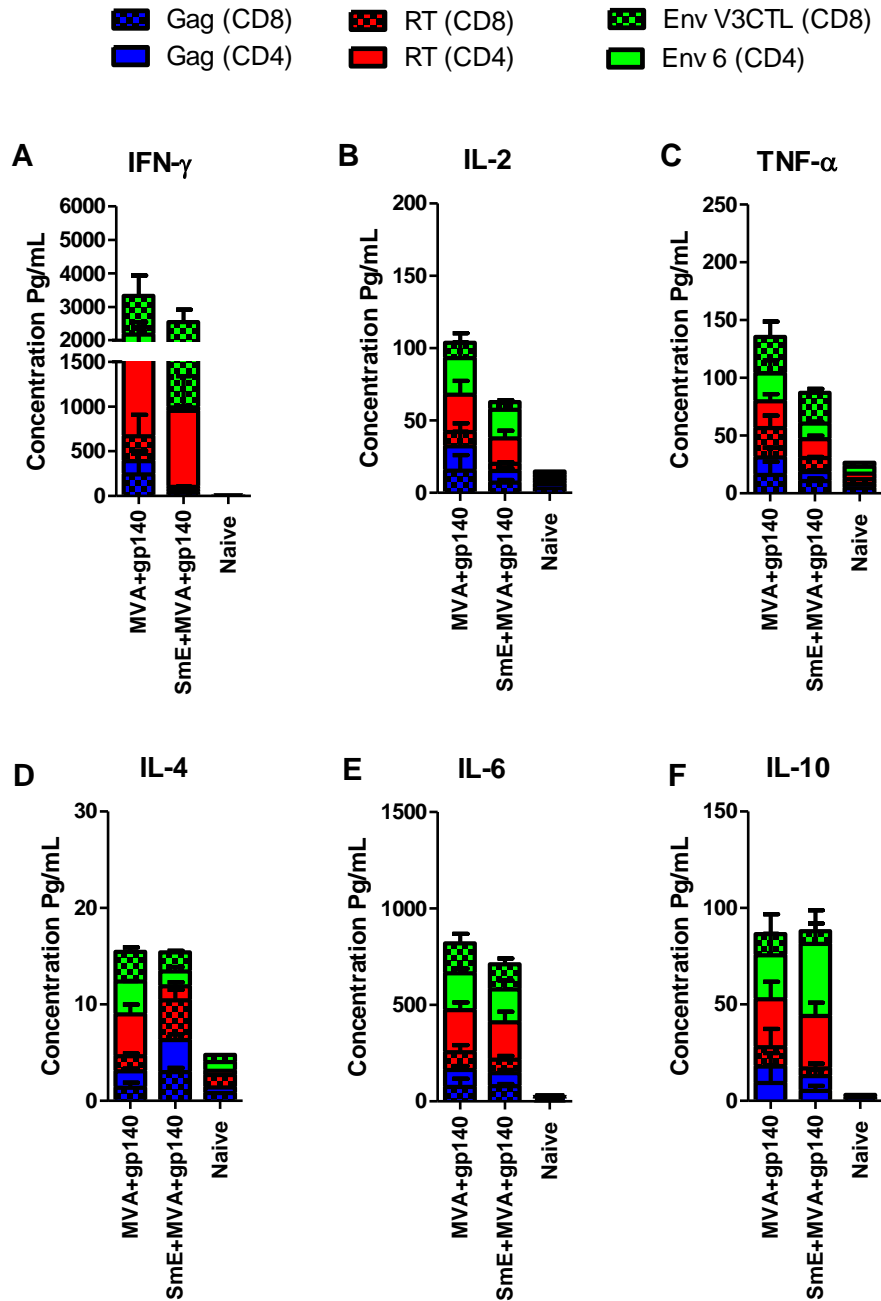 Gag (CD8) RT (CD8) Env V3CTL (CD8)
Gag (CD4) RT (CD4) Env 6 (CD4)
A IFN-γ
Concentration Pg/mL
6000
5000
4000
3000
2000
1500
1000
500
0
MVA+gp140
SmE+MVA+gp140
Naive
B IL-2
Concentration Pg/mL
200
150
100
50
0
MVA+gp140
SmE+MVA+gp140
Naive
C TNF-α
Concentration Pg/mL
250
200
150
100
50
0
MVA+gp140
SmE+MVA+gp140
Naive
D IL-4
Concentration Pg/mL
30
20
10
0
MVA+gp140
SmE+MVA+gp140
Naive
E IL-6
Concentration Pg/mL
1500
1000
500
0
MVA+gp140
SmE+MVA+gp140
Naive
F IL-10
Concentration Pg/mL
150
100
50
0
MVA+gp140
SmE+MVA+gp140
Naive